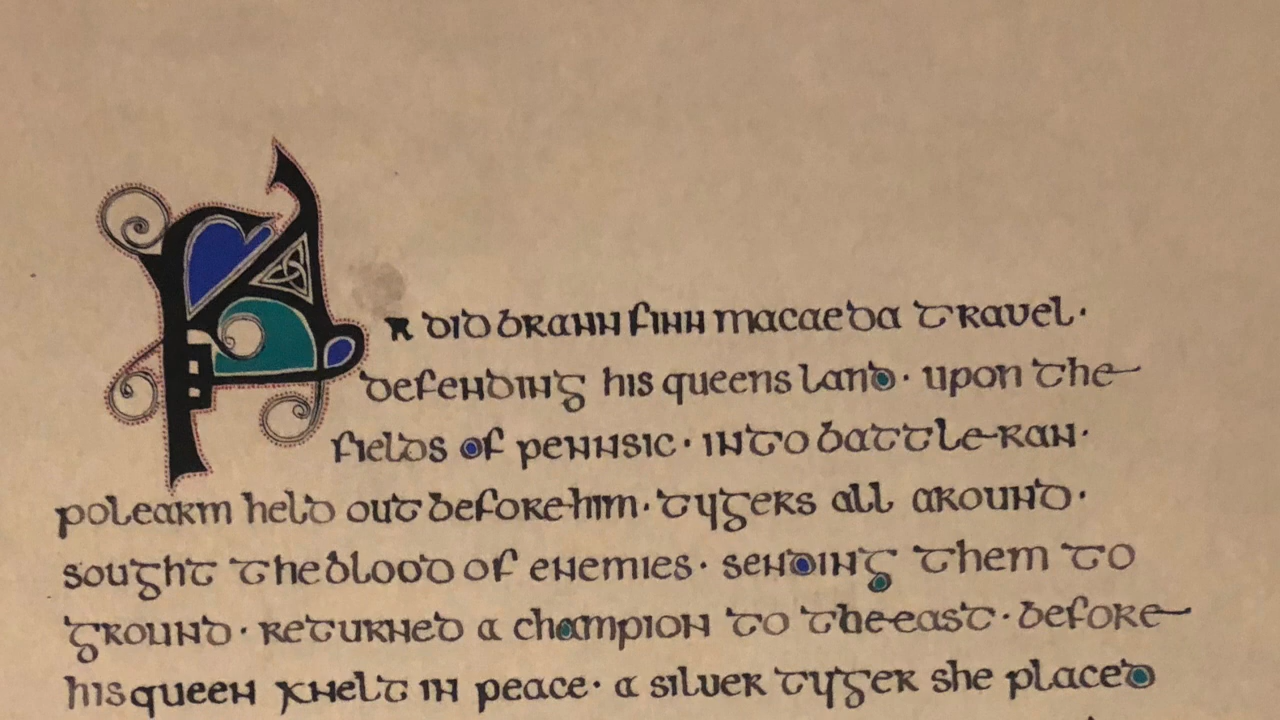 FAR did brann finn macaeda travel·
defending his queens land· upon the
fields of pennsic· into battle ran·
polearm held out before him· tygers all around·
sought the blood of enemies· sending them to
ground· returned a champion to the east· before
his queen knelt in peace· a silver tyger she placed